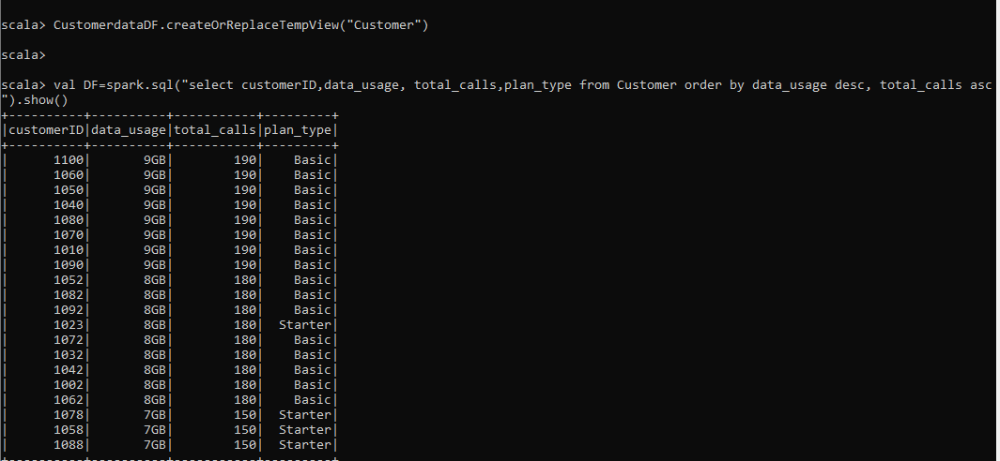 scala> CustomerdataDF.createOrReplaceTempView("Customer")
scala>
scala> val DF=spark.sql("select customerID,data_usage, total_calls,plan_type from Customer order by data_usage desc, total_calls asc
").show()
+----------+----------+-----------+---------+
|customerID|data_usage|total_calls|plan_type|
+----------+----------+-----------+---------+
|      1100|       9GB|        190|    Basic|
|      1060|       9GB|        190|    Basic|
|      1050|       9GB|        190|    Basic|
|      1040|       9GB|        190|    Basic|
|      1080|       9GB|        190|    Basic|
|      1070|       9GB|        190|    Basic|
|      1010|       9GB|        190|    Basic|
|      1090|       9GB|        190|    Basic|
|      1052|       8GB|        180|    Basic|
|      1082|       8GB|        180|    Basic|
|      1092|       8GB|        180|    Basic|
|      1023|       8GB|        180|  Starter|
|      1072|       8GB|        180|    Basic|
|      1032|       8GB|        180|    Basic|
|      1042|       8GB|        180|    Basic|
|      1002|       8GB|        180|    Basic|
|      1062|       8GB|        180|    Basic|
|      1078|       7GB|        150|  Starter|
|      1058|       7GB|        150|  Starter|
|      1088|       7GB|        150|  Starter|
+----------+----------+-----------+---------+